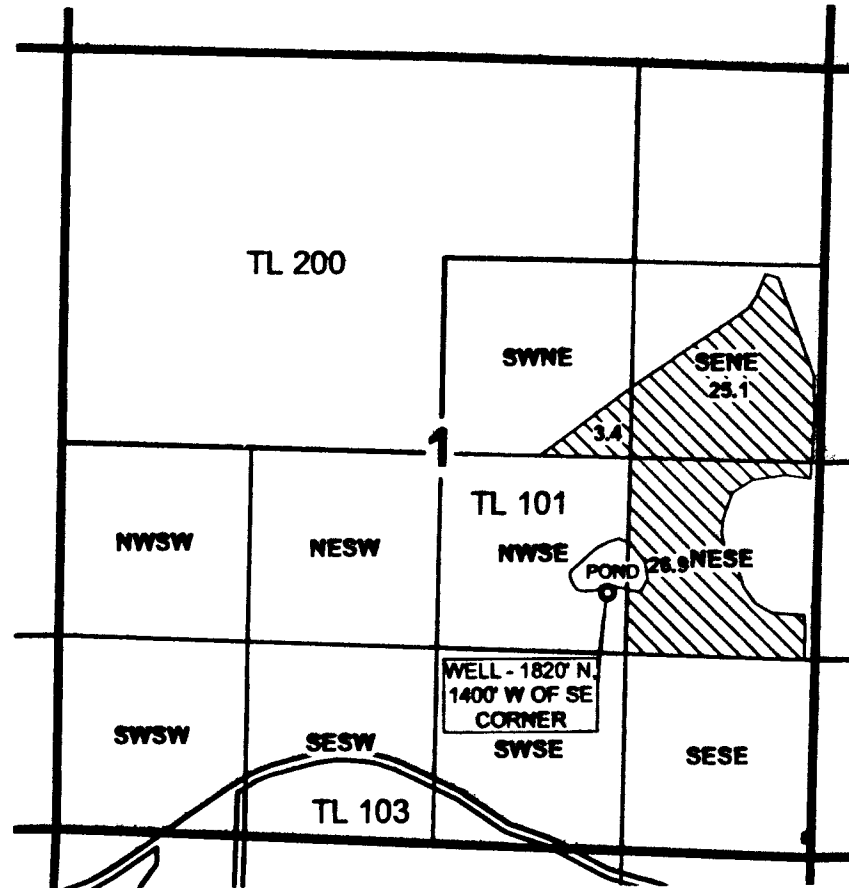 TL 200
SWNE
SENE
25.1
3.4
1
TL 101
NWSW
NESW
NWSE
POND
26.9 NESE
WELL - 1820' N,
1400' W OF SE
CORNER
SWSW
SESW
SWSE
SESE
TL 103